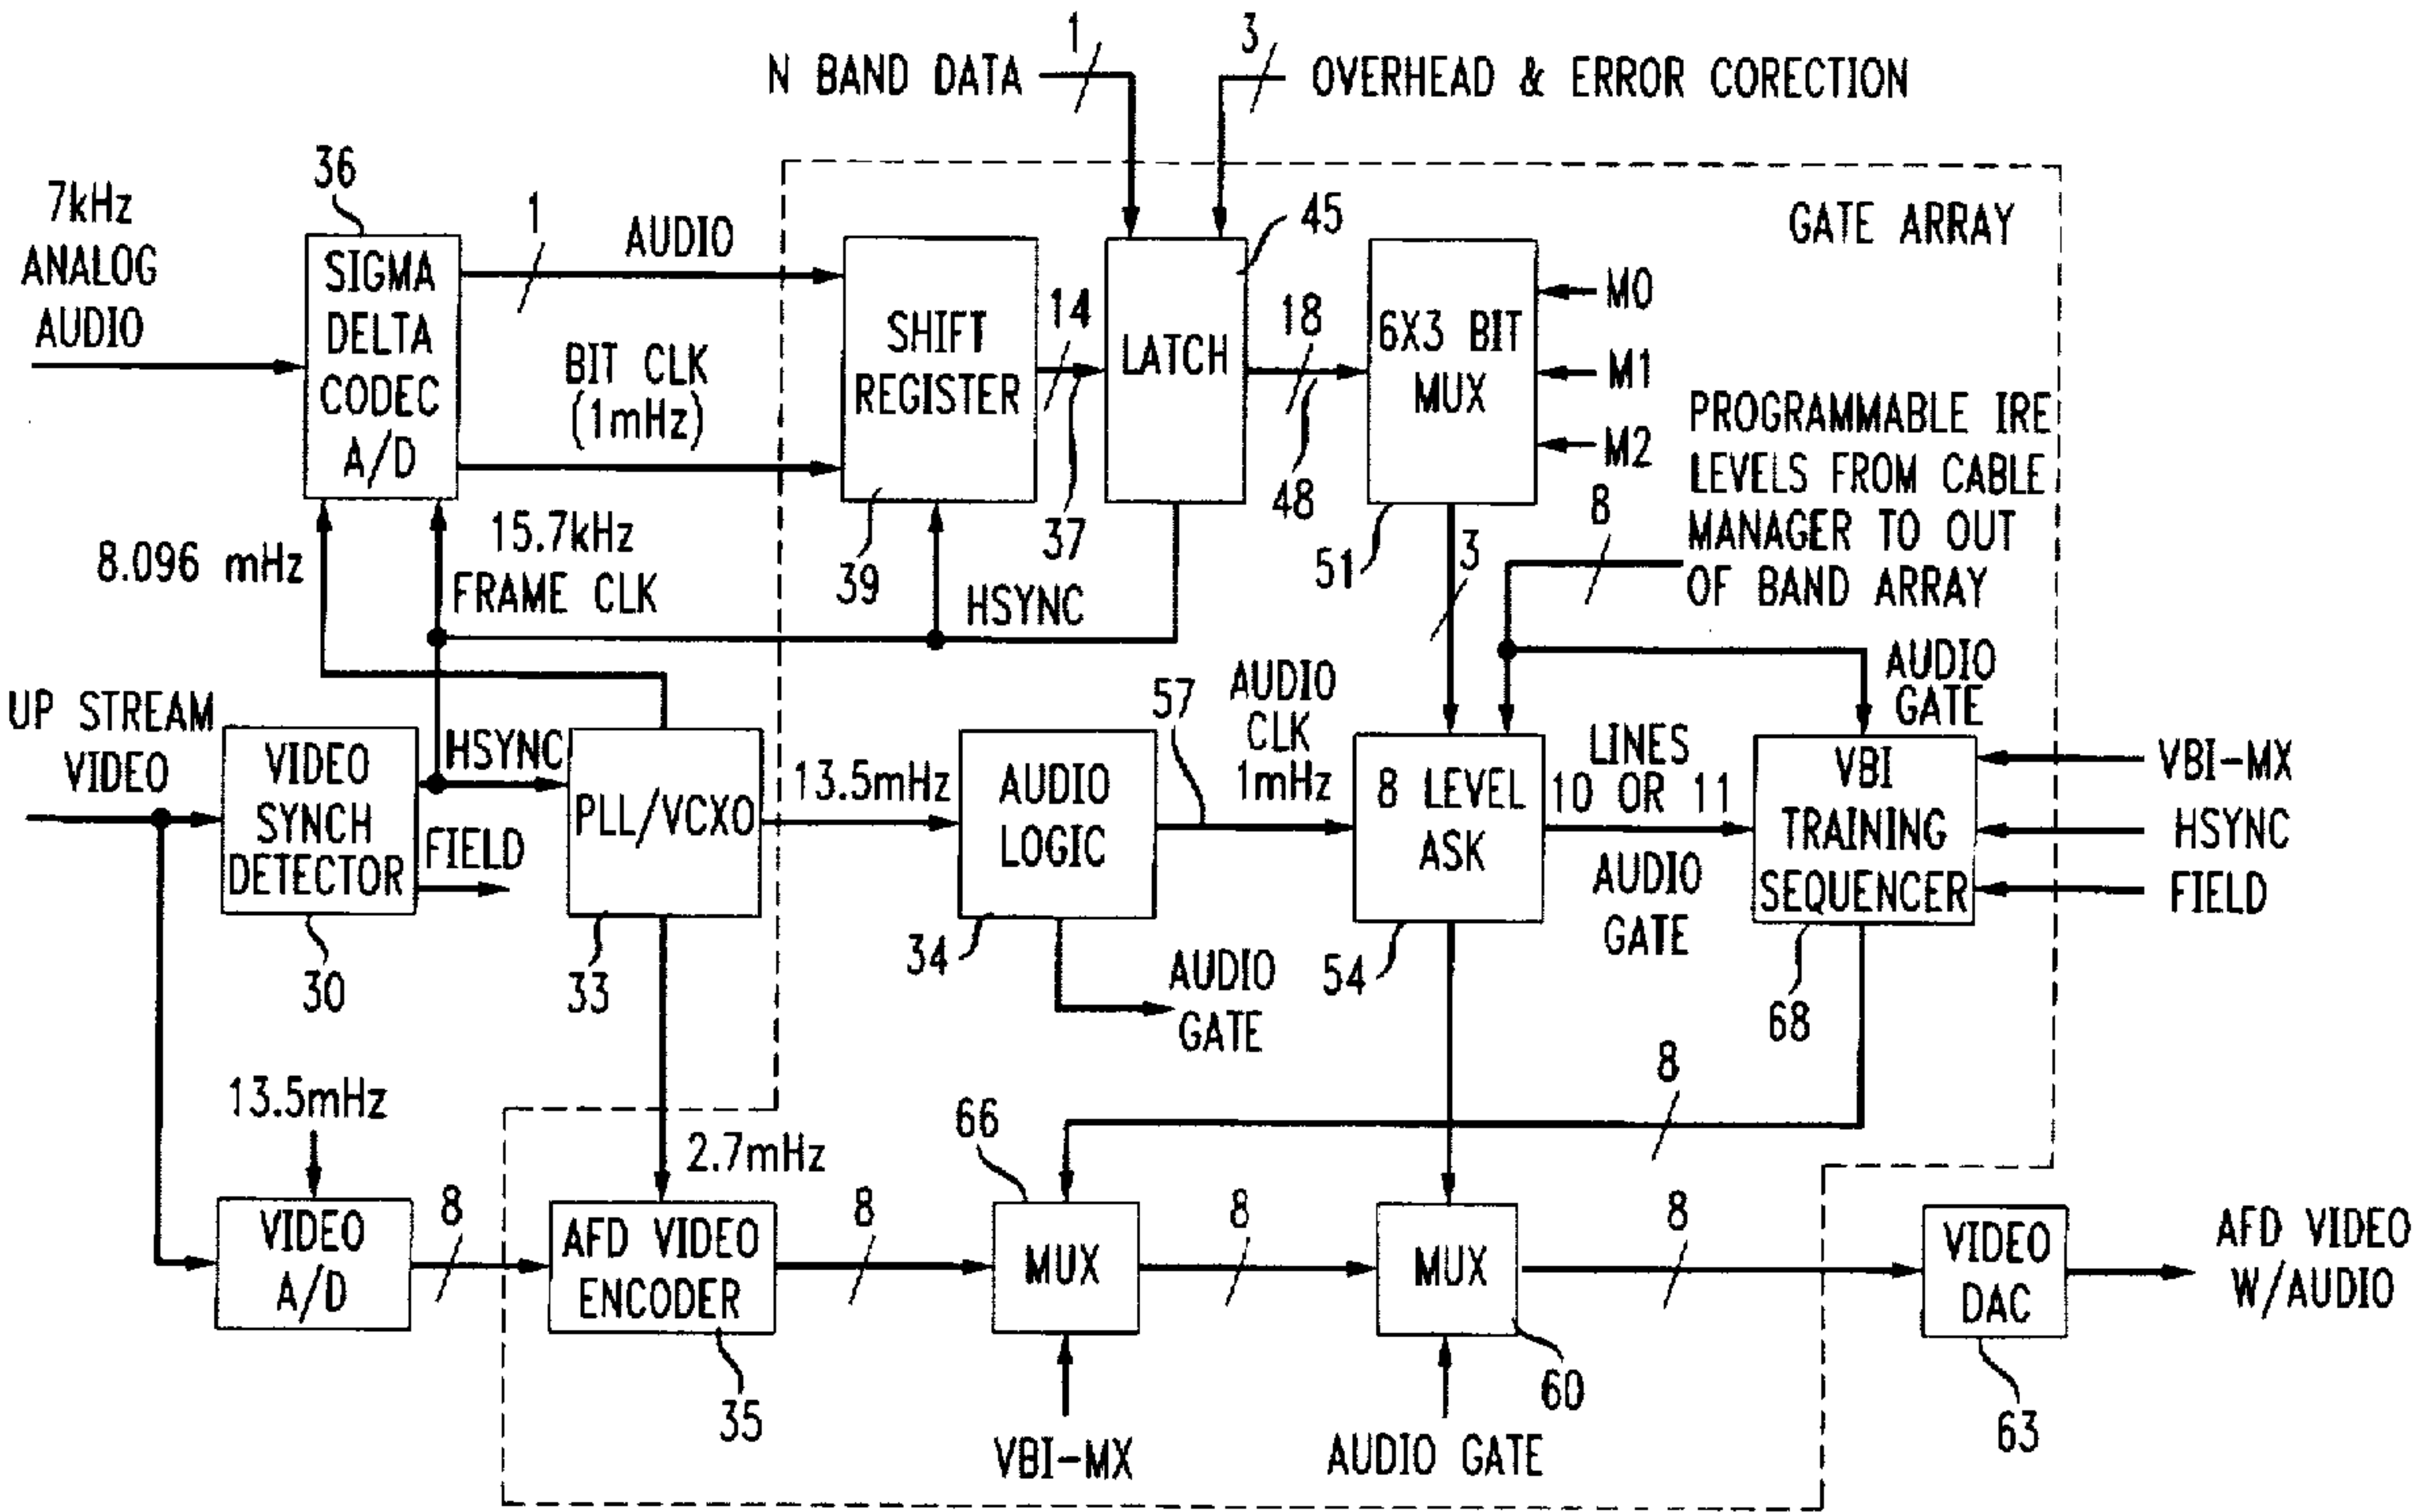 1
3
N BAND DATA
OVERHEAD & ERROR CORECTION
36
7kHz
ANALOG
AUDIO
SIGMA
DELTA
CODEC
A/D
1
AUDIO
BIT CLK
(1mHz)
SHIFT
REGISTER
39
14
37
LATCH
45
18
48
6X3 BIT
MUX
51
M0
M1
M2
GATE ARRAY
PROGRAMMABLE IRE
LEVELS FROM CABLE
MANAGER TO OUT
OF BAND ARRAY
8
8.096 mHz
15.7kHz
FRAME CLK
HSYNC
3
UP STREAM
VIDEO
VIDEO
SYNCH
DETECTOR
30
HSYNC
FIELD
PLL/VCXO
33
13.5mHz
AUDIO
LOGIC
34
57
AUDIO
CLK
1mHz
AUDIO
GATE
8 LEVEL
ASK
54
LINES
10 OR 11
AUDIO
GATE
AUDIO
GATE
VBI
TRAINING
SEQUENCER
68
VBI-MX
HSYNC
FIELD
13.5mHz
VIDEO
A/D
8
2.7mHz
AFD VIDEO
ENCODER
35
8
66
MUX
VBI-MX
8
8
MUX
60
AUDIO GATE
8
VIDEO
DAC
63
AFD VIDEO
W/AUDIO